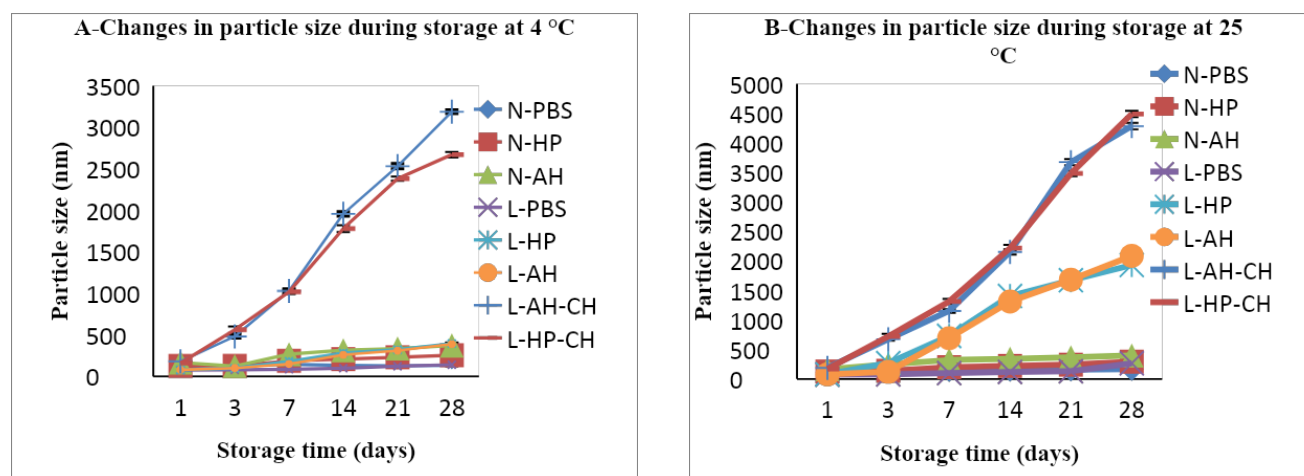 A-Changes in particle size during storage at 4 °C
Particle size (nm)
3500
3000
2500
2000
1500
1000
500
0
1 3 7 14 21 28
Storage time (days)
N-PBS
N-HP
N-AH
L-PBS
L-HP
L-AH
L-AH-CH
L-HP-CH
B-Changes in particle size during storage at 25
°C
Particle size (nm)
5000
4500
4000
3500
3000
2500
2000
1500
1000
500
0
1 3 7 14 21 28
Storage time (days)
N-PBS
N-HP
N-AH
L-PBS
L-HP
L-AH
L-AH-CH
L-HP-CH